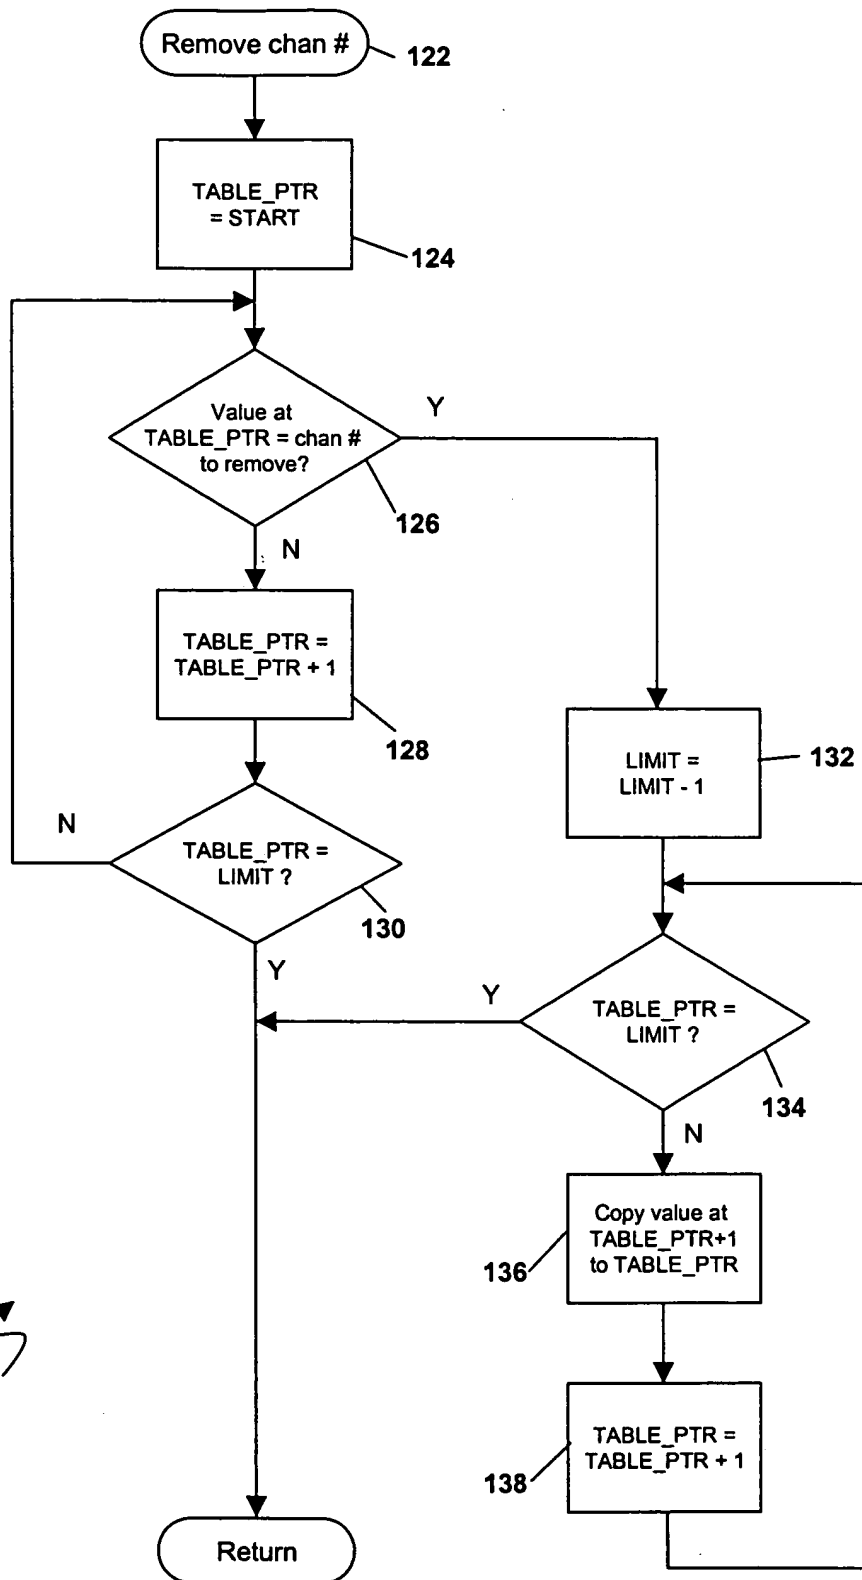 Remove chan #
122
TABLE_PTR
= START
124
Value at
TABLE_PTR = chan #
to remove?
Y
126
N
TABLE_PTR =
TABLE_PTR + 1
128
LIMIT =
LIMIT - 1
132
N
TABLE_PTR =
LIMIT ?
130
Y
Y
TABLE_PTR =
LIMIT ?
134
N
Copy value at
TABLE_PTR+1
to TABLE_PTR
136
TABLE_PTR =
TABLE_PTR + 1
138
Return